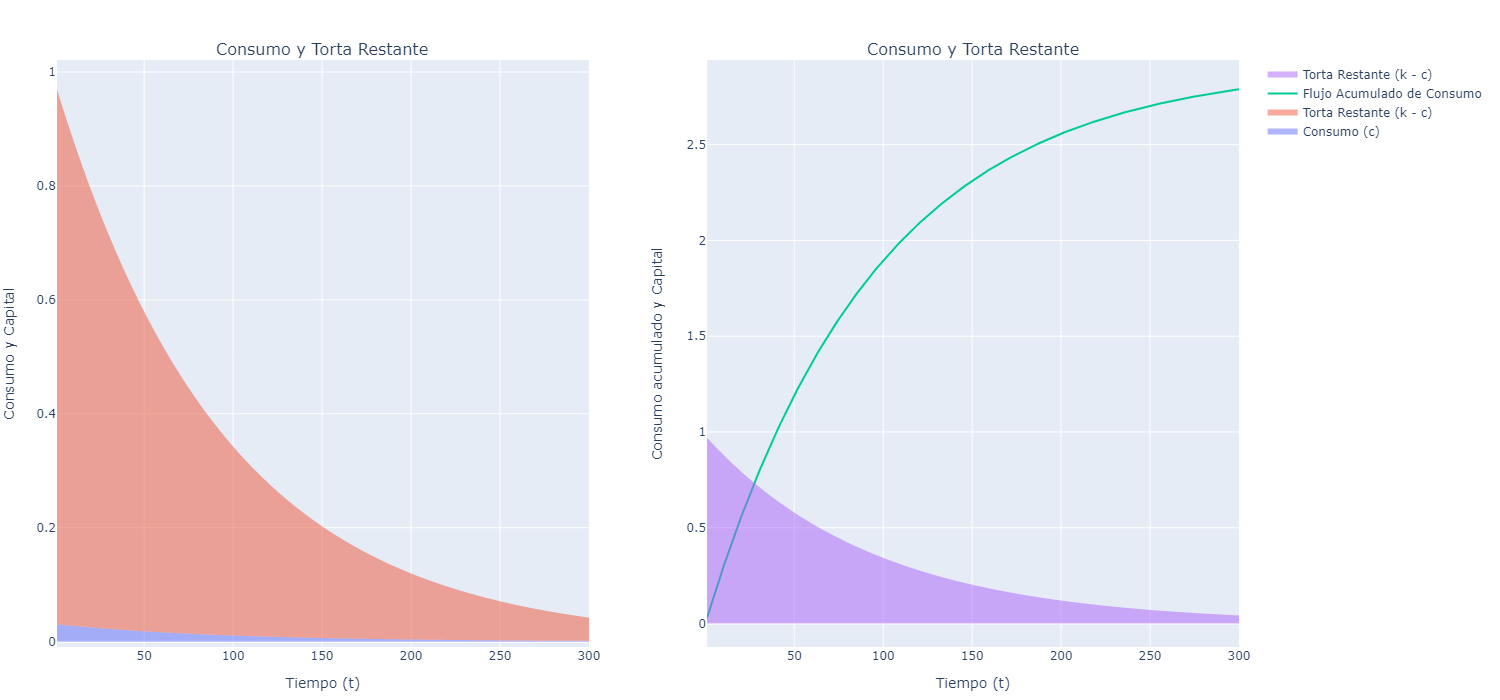 Consumo y Torta Restante
Consumo y Capital
1
0.8
0.6
0.4
0.2
0
50 100 150 200 250 300
Tiempo (t)
Consumo y Torta Restante
Consumo acumulado y Capital
2.5
2
1.5
1
0.5
0
50 100 150 200 250 300
Tiempo (t)
Torta Restante (k - c)
Flujo Acumulado de Consumo
Torta Restante (k - c)
Consumo (c)